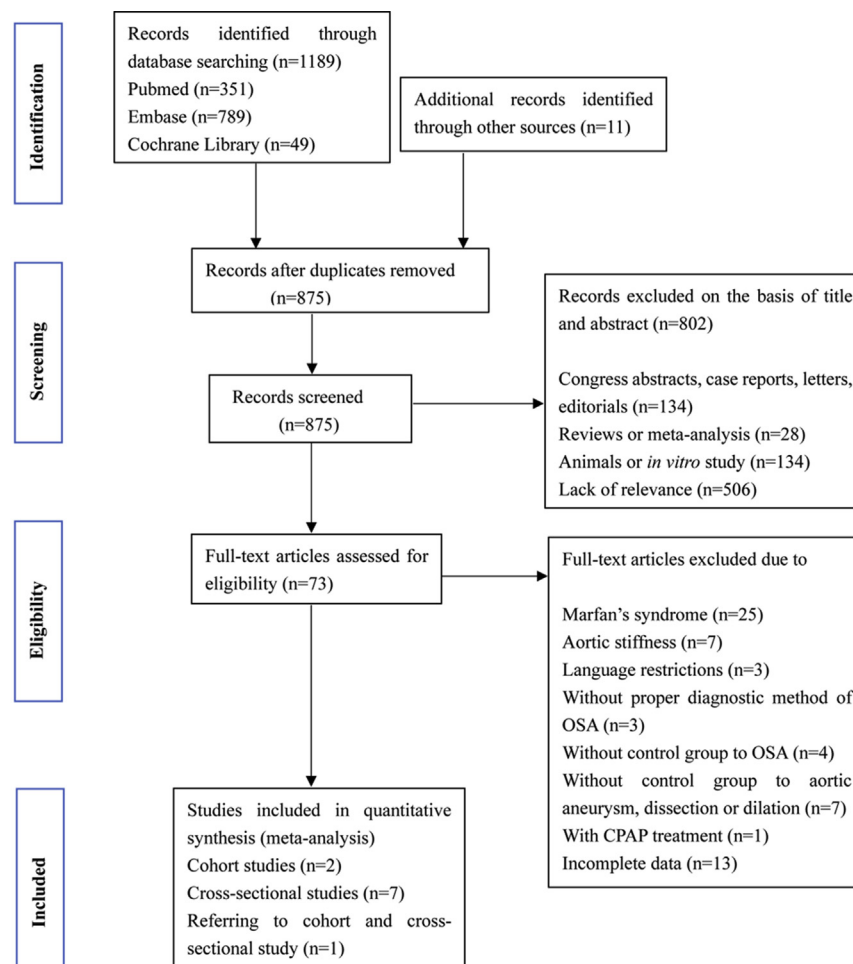 Identification
Records identified through
database searching (n=1189)
Pubmed (n=351)
Embase (n=789)
Cochrane Library (n=49)
Additional records identified
through other sources (n=11)
Screening
Records after duplicates removed
(n=875)
Records screened
(n=875)
Records excluded on the basis of title
and abstract (n=802)
Congress abstracts, case reports, letters,
editorials (n=134)
Reviews or meta-analysis (n=28)
Animals or in vitro study (n=134)
Lack of relevance (n=506)
Eligibility
Full-text articles assessed for
eligibility (n=73)
Full-text articles excluded due to
Marfan's syndrome (n=25)
Aortic stiffness (n=7)
Language restrictions (n=3)
Without proper diagnostic method of
OSA (n=3)
Without control group to OSA (n=4)
Without control group to aortic
aneurysm, dissection or dilation (n=7)
With CPAP treatment (n=1)
Incomplete data (n=13)
Included
Studies included in quantitative
synthesis (meta-analysis)
Cohort studies (n=2)
Cross-sectional studies (n=7)
Referring to cohort and cross-
sectional study (n=1)